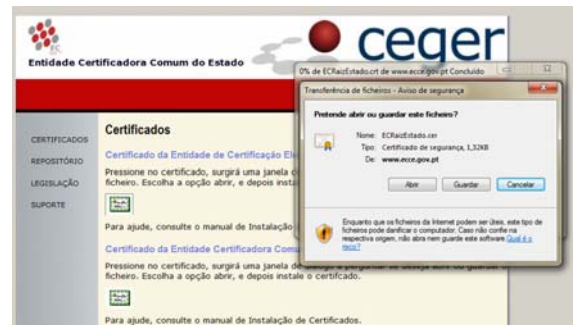 EC
Entidade Certificadora Comum do Estado
ceger
CERTIFICADOS
REPOSITÓRIO
LEGISLAÇÃO
SUPORTE
Certificados
Certificado da Entidade de Certificação
Pressione no certificado, surgirá uma janela
ficheiro. Escolha a opção abrir, e depois
Para ajude, consulte o manual de Instalação
Certificado da Entidade Certificadora
Pressione no certificado, surgirá uma janela de
ficheiro. Escolha a opção abrir, e depois instale o certifcado.
Para ajude, consulte o manual de Instalação de Certificados.
0% de ECRaizEstado.crt de www.ecce.gov.pt Concluído
Transferência de ficheiros - Aviso de segurança
Pretende abrir ou guardar este ficheiro?
Nome: ECRaizEstado.cer
Tipo: Certificado de segurança, 1,32KB
De: www.ecce.gov.pt
Abrir
Guardar
Cancelar
Enquanto que os ficheiros da Internet podem ser úteis, este tipo de
ficheiros pode danificar o computador. Caso não confie na
respectiva origem, não abra nem guarde este software. Qual é o
risco?